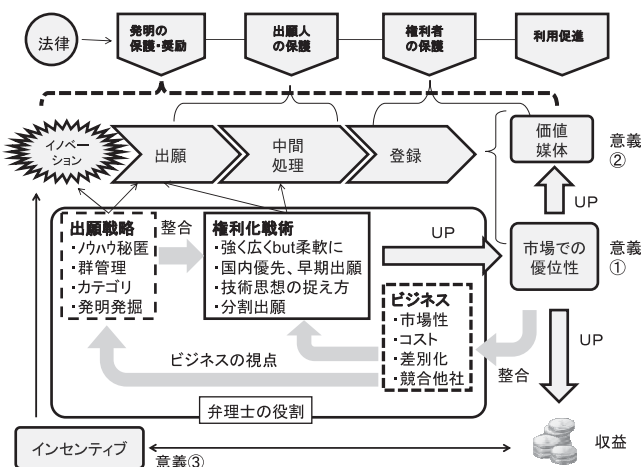 法律
発明の
保護・奨励
出願人
の保護
権利者
の保護
利用促進
イノベー
ション
出願
中間
処理
登録
価値
媒体
意義
②
UP
出願戦略
・ノウハウ秘匿
・群管理
・カテゴリ
・発明発掘
整合
権利化戦術
・強く広くbut柔軟に
・国内優先、早期出願
・技術思想の捉え方
・分割出願
UP
市場での
優位性
意義
①
ビジネス
・市場性
・コスト
・差別化
・競合他社
UP
整合
ビジネスの視点
弁理士の役割
インセンティブ
意義③
収益